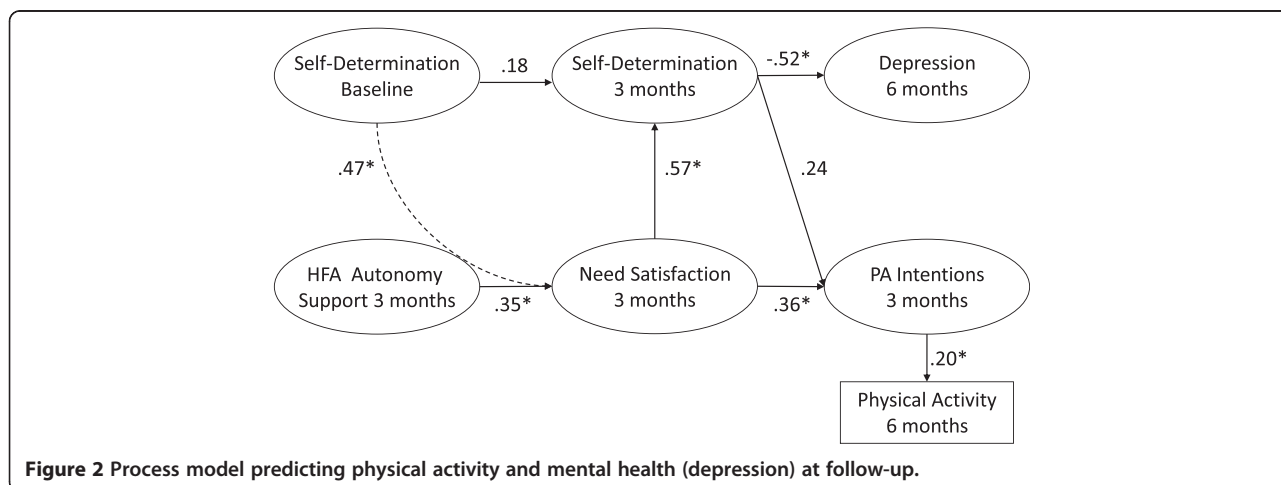 Self-Determination
Baseline
.18
Self-Determination
3 months
-.52*
Depression
6 months
.47*
.57*
.24
HFA Autonomy
Support 3 months
.35*
Need Satisfaction
3 months
.36*
PA Intentions
3 months
.20*
Physical Activity
6 months
Figure 2 Process model predicting physical activity and mental health (depression) at follow-up.